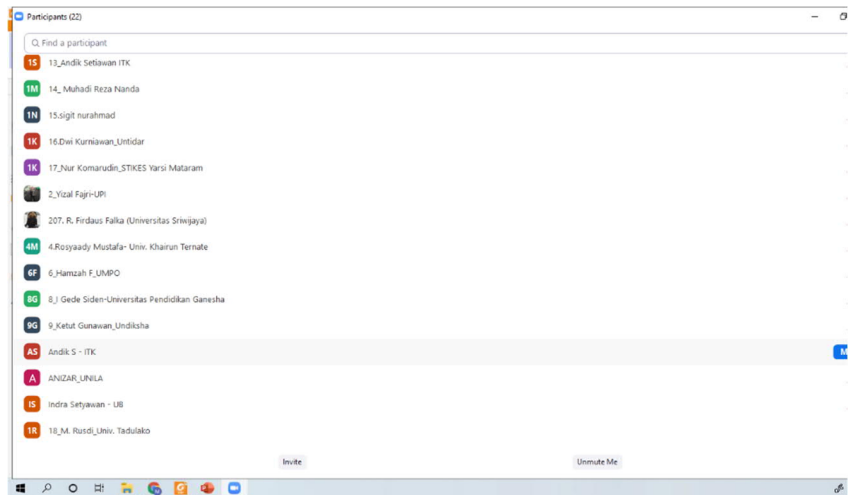 Participants (22)
Find a participant
1S 13_Andik Setiawan ITK
1M 14_ Muhadi Reza Nanda
1N 15.sigit nurahmad
1K 16.Dwi Kurniawan_Untidar
1K 17_Nur Komarudin_STIKES Yarsi Mataram
2_Yizal Fajri-UPI
207. R. Firdaus Falka (Universitas Sriwijaya)
4M 4.Rosyaady Mustafa- Univ. Khairun Ternate
6F 6_Hamzah F_UMPO
8G 8_I Gede Siden-Universitas Pendidikan Ganesha
9G 9_Ketut Gunawan_Undiksha
AS Andik S - ITK M
A ANIZAR_UNILA
IS Indra Setyawan - UB
1R 18_M. Rusdi_Univ. Tadulako
Invite Unmute Me